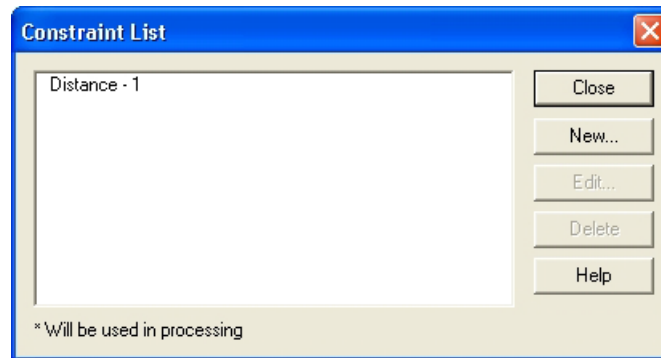 Constraint List
Distance - 1
Close
New...
Edit...
Delete
Help
* Will be used in processing